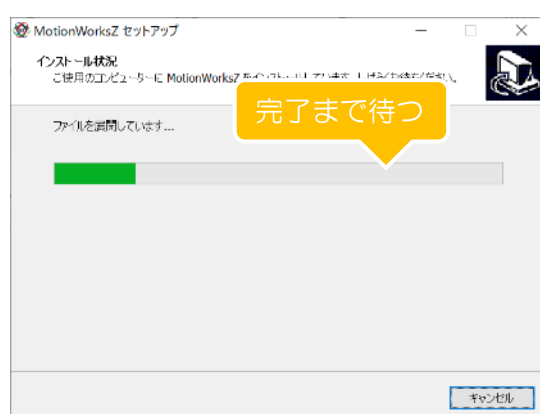 MotionWorksZ セットアップ
インストール状況
ご使用のコンピューターに MotionWorksZ をインストールしています。しばらくお待ちください。
完了まで待つ
ファイルを展開しています...
キャンセル